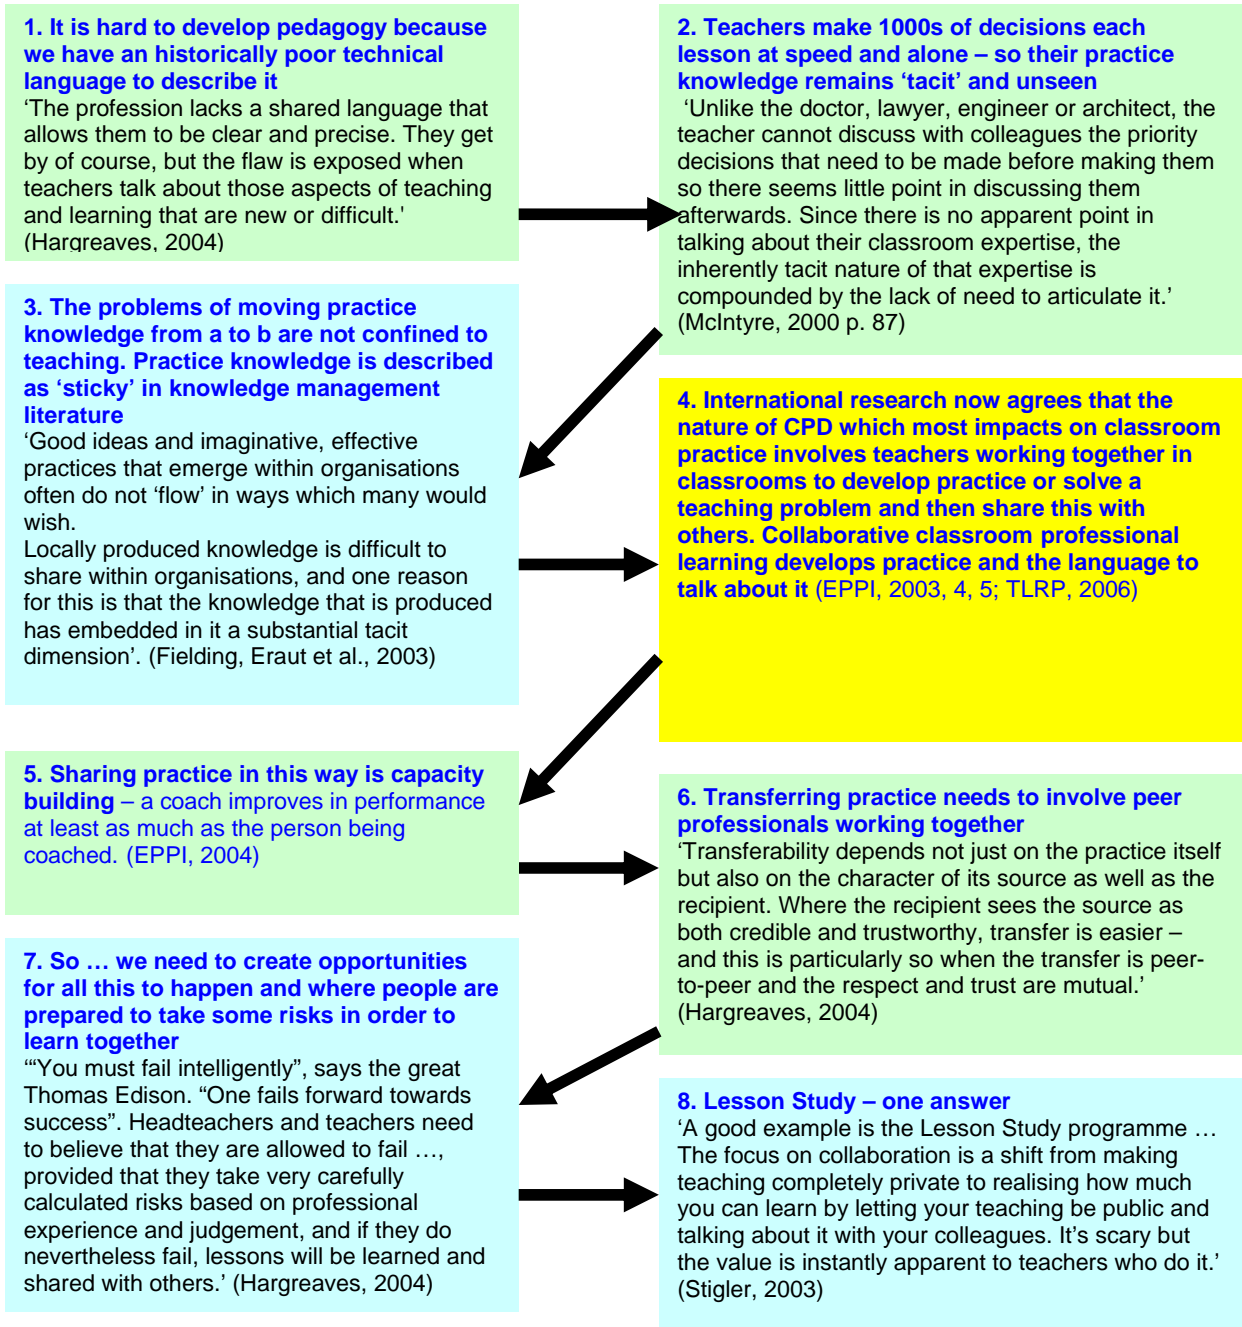 1. It is hard to develop pedagogy because
we have an historically poor technical
language to describe it
‘The profession lacks a shared language that
allows them to be clear and precise. They get
by of course, but the flaw is exposed when
teachers talk about those aspects of teaching
and learning that are new or difficult.'
(Hargreaves, 2004)
2. Teachers make 1000s of decisions each
lesson at speed and alone – so their practice
knowledge remains ‘tacit’ and unseen
‘Unlike the doctor, lawyer, engineer or architect, the
teacher cannot discuss with colleagues the priority
decisions that need to be made before making them
so there seems little point in discussing them
afterwards. Since there is no apparent point in
talking about their classroom expertise, the
inherently tacit nature of that expertise is
compounded by the lack of need to articulate it.’
(McIntyre, 2000 p. 87)
3. The problems of moving practice
knowledge from a to b are not confined to
teaching. Practice knowledge is described
as ‘sticky’ in knowledge management
literature
‘Good ideas and imaginative, effective
practices that emerge within organisations
often do not ‘flow’ in ways which many would
wish.
Locally produced knowledge is difficult to
share within organisations, and one reason
for this is that the knowledge that is produced
has embedded in it a substantial tacit
dimension’. (Fielding, Eraut et al., 2003)
4. International research now agrees that the
nature of CPD which most impacts on classroom
practice involves teachers working together in
classrooms to develop practice or solve a
teaching problem and then share this with
others. Collaborative classroom professional
learning develops practice and the language to
talk about it (EPPI, 2003, 4, 5; TLRP, 2006)
5. Sharing practice in this way is capacity
building – a coach improves in performance
at least as much as the person being
coached. (EPPI, 2004)
6. Transferring practice needs to involve peer
professionals working together
‘Transferability depends not just on the practice itself
but also on the character of its source as well as the
recipient. Where the recipient sees the source as
both credible and trustworthy, transfer is easier –
and this is particularly so when the transfer is peer-
to-peer and the respect and trust are mutual.’
(Hargreaves, 2004)
7. So … we need to create opportunities
for all this to happen and where people are
prepared to take some risks in order to
learn together
‘“You must fail intelligently”, says the great
Thomas Edison. “One fails forward towards
success”. Headteachers and teachers need
to believe that they are allowed to fail …,
provided that they take very carefully
calculated risks based on professional
experience and judgement, and if they do
nevertheless fail, lessons will be learned and
shared with others.’ (Hargreaves, 2004)
8. Lesson Study – one answer
‘A good example is the Lesson Study programme …
The focus on collaboration is a shift from making
teaching completely private to realising how much
you can learn by letting your teaching be public and
talking about it with your colleagues. It’s scary but
the value is instantly apparent to teachers who do it.’
(Stigler, 2003)